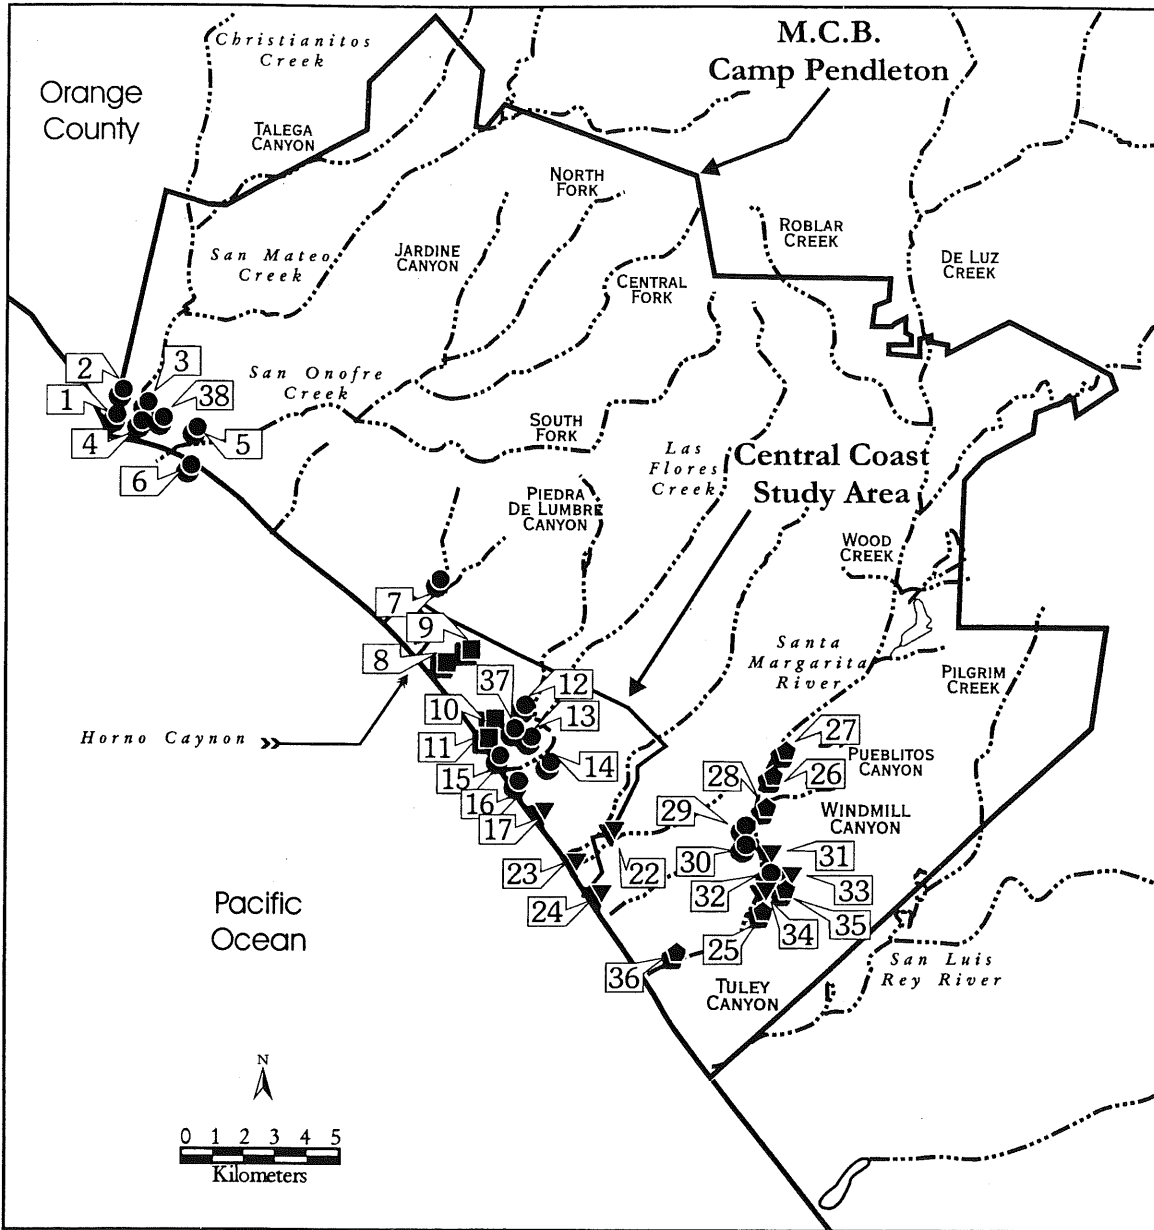 M.C.B.
Camp Pendleton
Christianitos
Creek
Orange
County
TALEGA
CANYON
NORTH
FORK
ROBLAR
CREEK
DE LUZ
CREEK
San Mateo
Creek
JARDINE
CANYON
CENTRAL
FORK
2
3
1
38
San Onofre
Creek
4
5
6
SOUTH
FORK
Las
Flores
Creek
Central Coast
Study Area
PIEDRA
DE LUMBRE
CANYON
WOOD
CREEK
7
9
8
Santa
Margarita
River
PILGRIM
CREEK
37
12
10
13
Horno Caynon
11
14
15
16
17
27
PUEBLITOS
CANYON
28
26
29
WINDMILL
CANYON
30
31
22
23
32
33
24
34
35
25
36
Pacific
Ocean
San Luis
Rey River
TULEY
CANYON
N
0 1 2 3 4 5
Kilometers